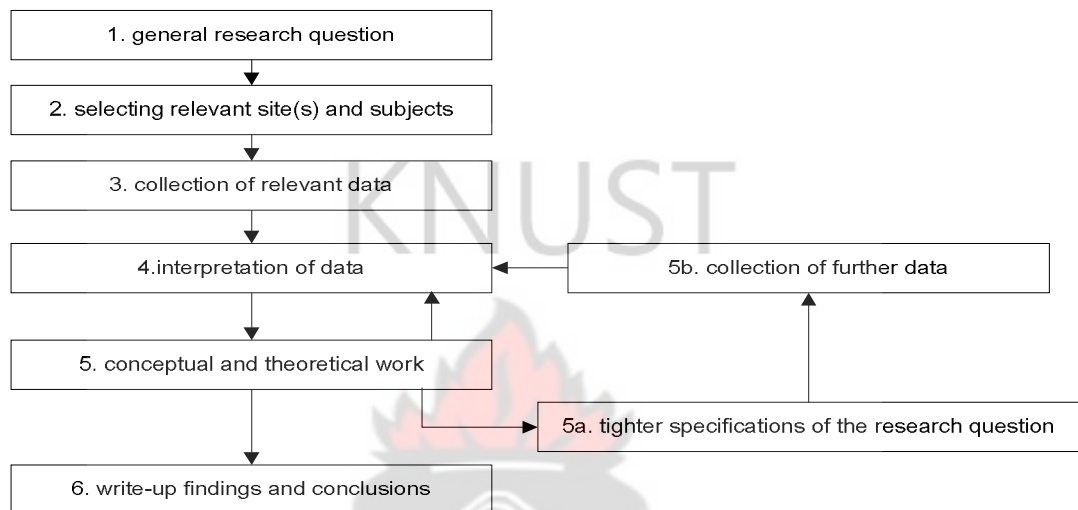 1. general research question
2. selecting relevant site(s) and subjects
KNUST
3. collection of relevant data
4.interpretation of data
5b. collection of further data
5. conceptual and theoretical work
5a. tighter specifications of the research question
6. write-up findings and conclusions